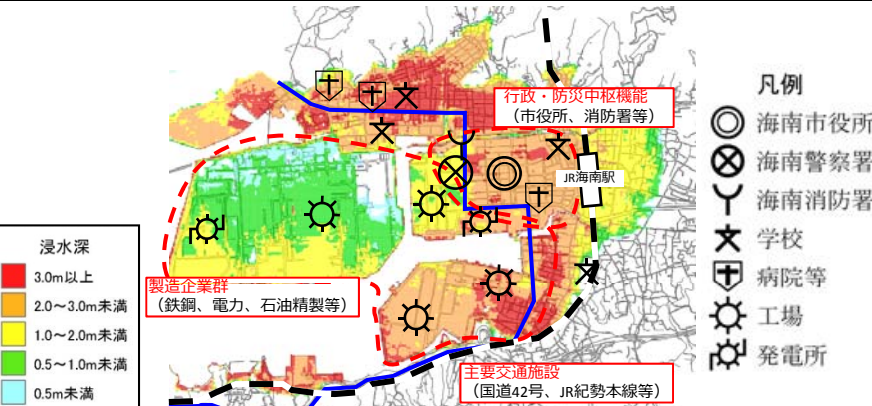 行政・防災中枢機能
（市役所、消防署等）
JR海南駅
製造企業群
（鉄鋼、電力、石油精製等）
主要交通施設
（国道42号、JR紀勢本線等）
浸水深
3.0m以上
2.0～3.0m未満
1.0～2.0m未満
0.5～1.0m未満
0.5m未満
凡例
海南市役所
海南警察署
海南消防署
学校
病院等
工場
発電所